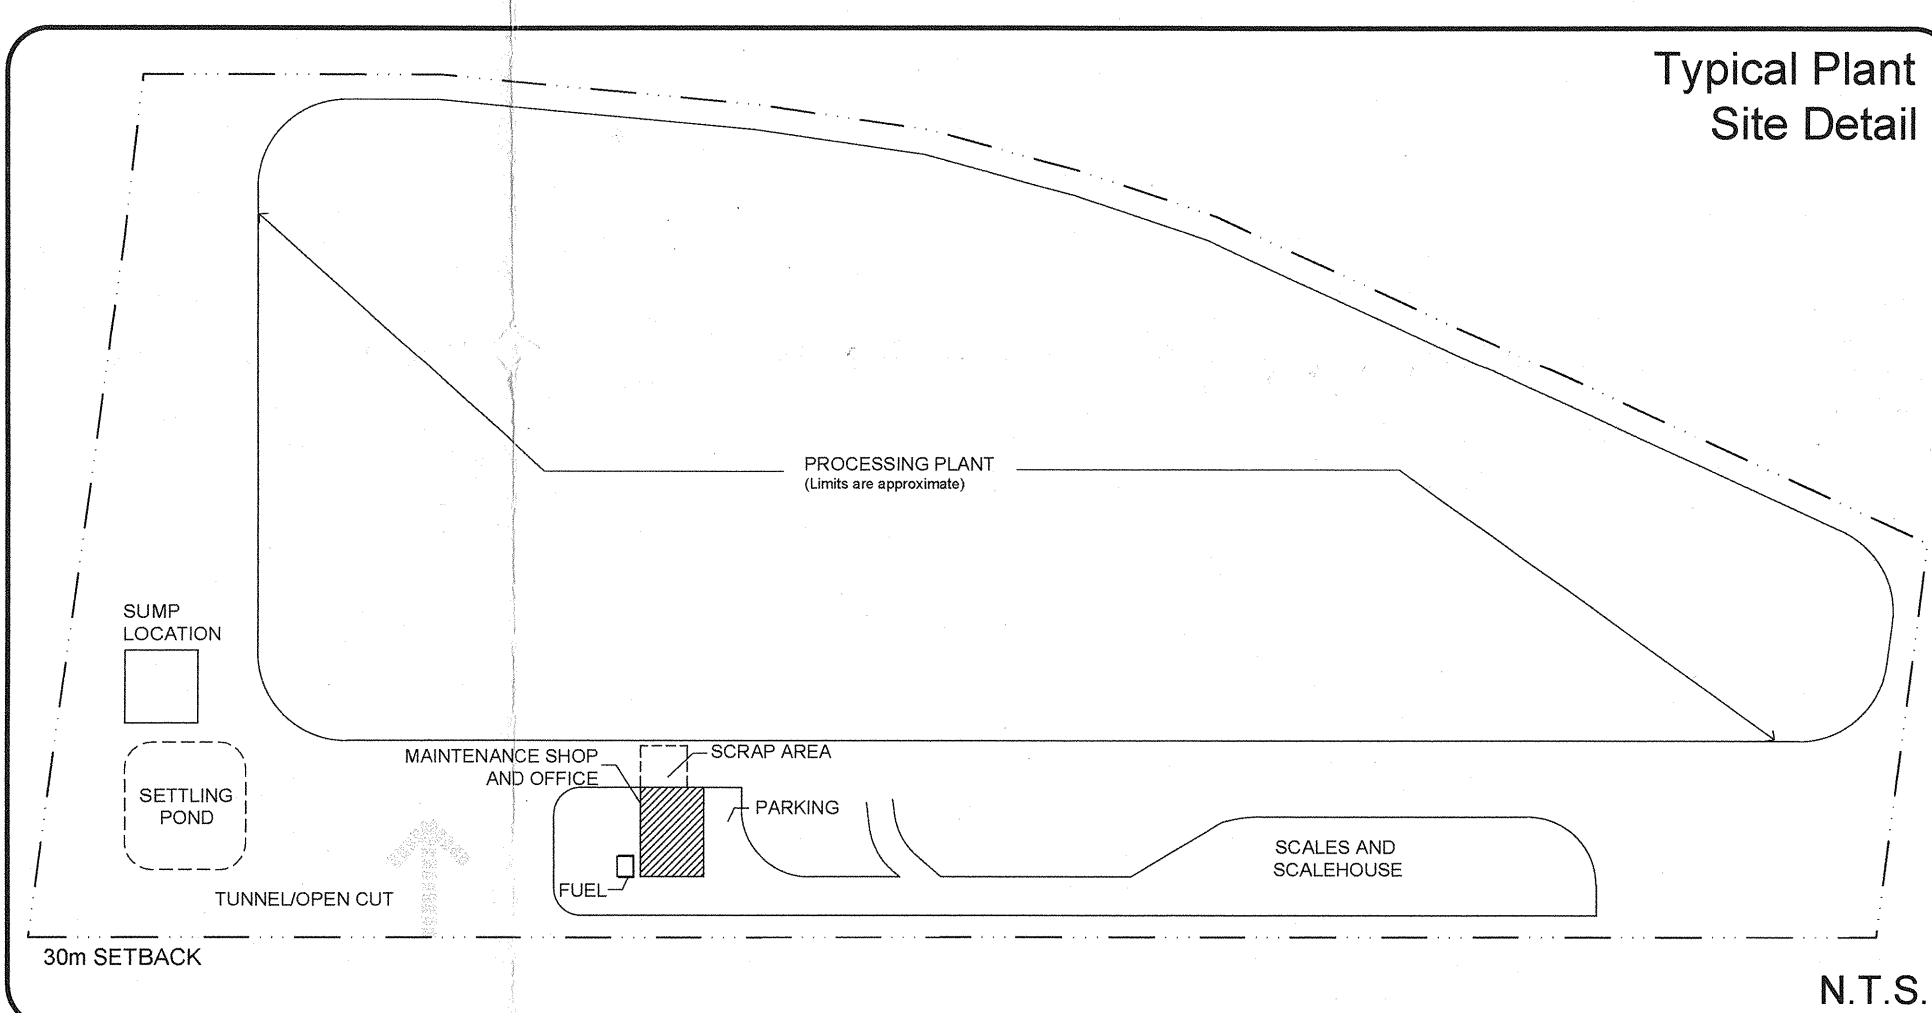 Typical Plant
Site Detail
PROCESSING PLANT
(Limits are approximate)
SUMP
LOCATION
SETTLING
POND
MAINTENANCE SHOP
AND OFFICE
SCRAP AREA
PARKING
FUEL
SCALES AND
SCALEHOUSE
TUNNEL/OPEN CUT
30m SETBACK
N.T.S.